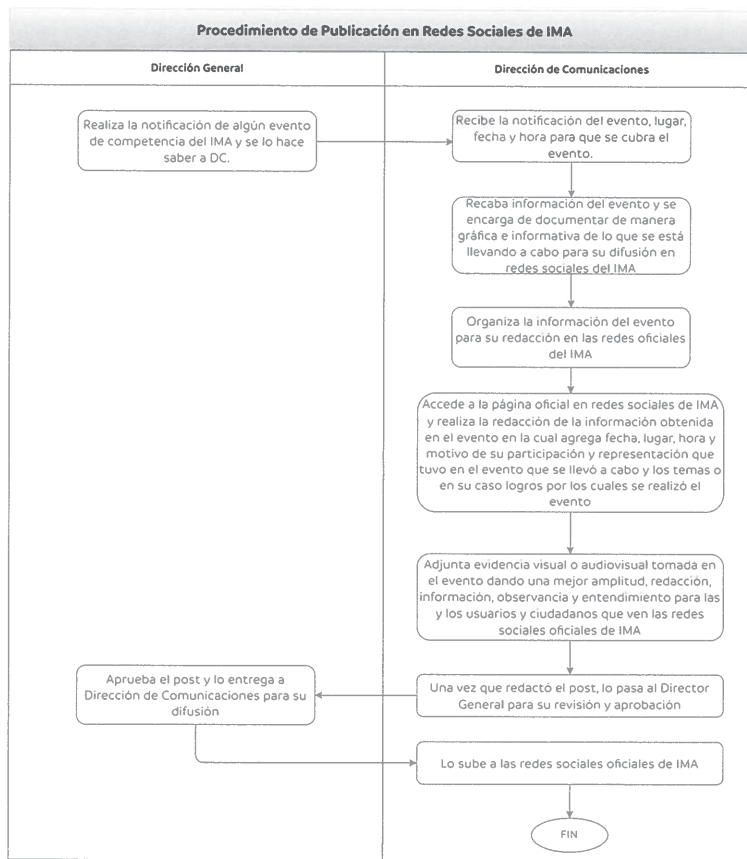 Procedimiento de Publicación en Redes Sociales de IMA
Dirección General
Dirección de Comunicaciones
Realiza la notificación de algún evento
de competencia del IMA y se lo hace
saber a DC.
Recibe la notificación del evento, lugar,
fecha y hora para que se cubra el
evento.
Recaba información del evento y se
encarga de documentar de manera
gráfica e informativa de lo que se está
llevando a cabo para su difusión en
redes sociales del IMA
Organiza la información del evento
para su redacción en las redes oficiales
del IMA
Accede a la página oficial en redes sociales de IMA
y realiza la redacción de la información obtenida
en el evento en la cual agrega fecha, lugar, hora y
motivo de su participación y representación que
tuvo en el evento que se llevó a cabo y los temas o
en su caso logros por los cuales se realizó el
evento
Adjunta evidencia visual o audiovisual tomada en
el evento dando una mejor amplitud, redacción,
información, observancia y entendimiento para las
y los usuarios y ciudadanos que ven las redes
sociales oficiales de IMA
Una vez que redactó el post, lo pasa al Director
General para su revisión y aprobación
Aprueba el post y lo entrega a
Dirección de Comunicaciones para su
difusión
Lo sube a las redes sociales oficiales de IMA
FIN